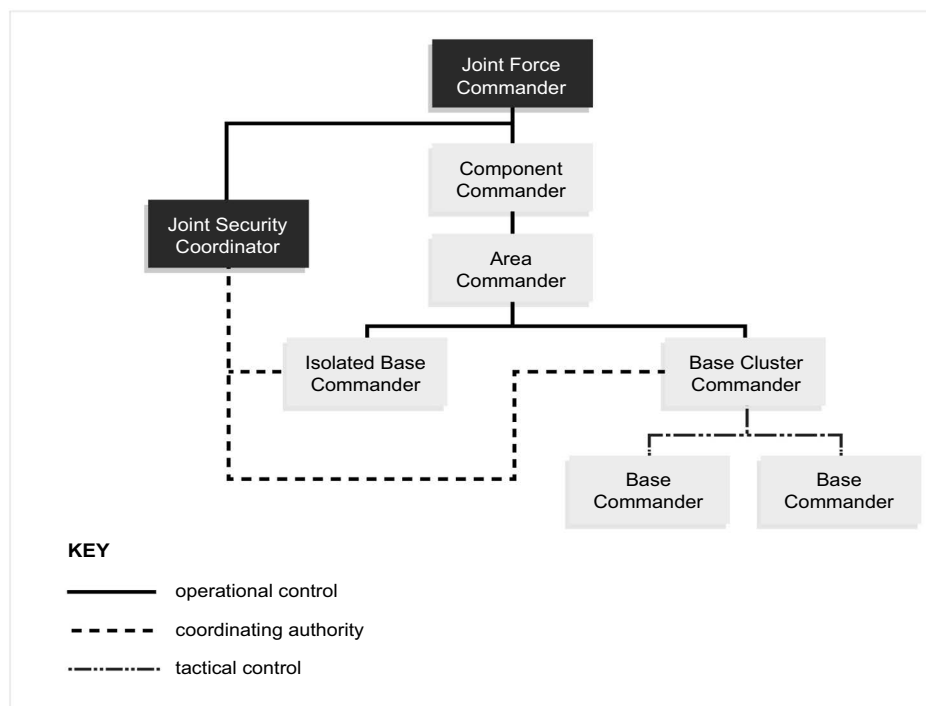 Joint Force
Commander
Component
Commander
Joint Security
Coordinator
Area
Commander
Isolated Base
Commander
Base Cluster
Commander
Base
Commander
Base
Commander
KEY
operational control
coordinating authority
tactical control